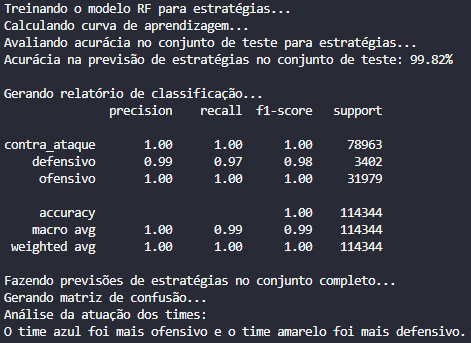 Treinando o modelo RF para estratégias...
Calculando curva de aprendizagem...
Avaliando acurácia no conjunto de teste para estratégias...
Acurácia na previsão de estratégias no conjunto de teste: 99.82%
Gerando relatório de classificação...
precision recall f1-score support
contra_ataque 1.00 1.00 1.00 78963
defensivo 0.99 0.97 0.98 3402
ofensivo 1.00 1.00 1.00 31979
accuracy 1.00 114344
macro avg 1.00 0.99 0.99 114344
weighted avg 1.00 1.00 1.00 114344
Fazendo previsões de estratégias no conjunto completo...
Gerando matriz de confusão...
Análise da atuação dos times:
O time azul foi mais ofensivo e o time amarelo foi mais defensivo.